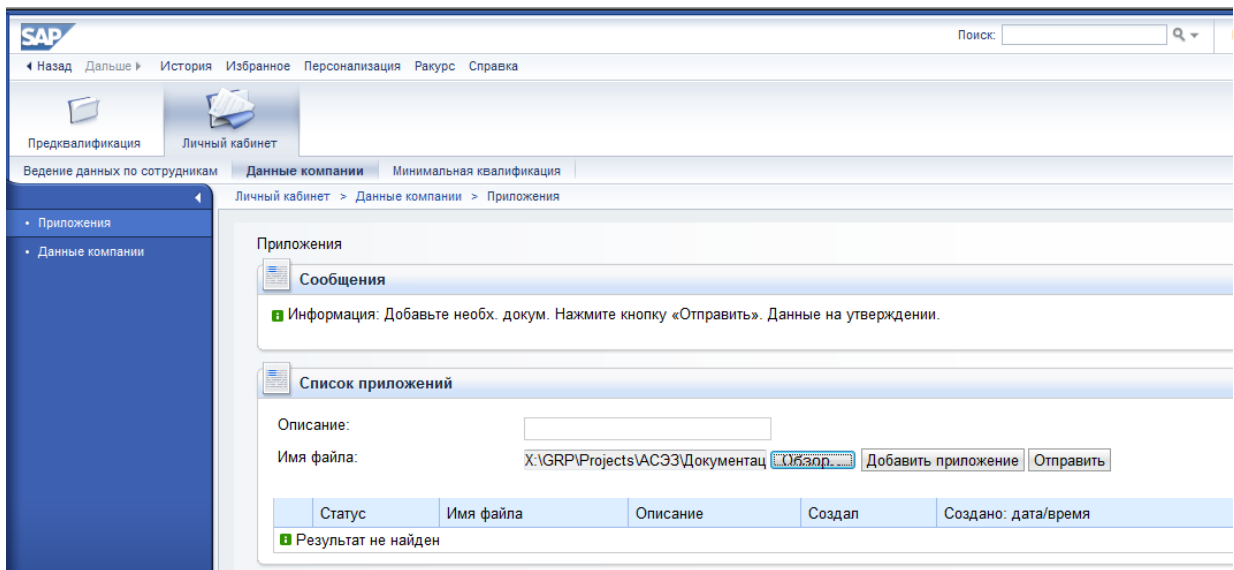 SAP
Поиск:
Назад Дальше История Избранное Персонализация Ракурс Справка
Предквалификация Личный кабинет
Ведение данных по сотрудникам Данные компании Минимальная квалификация
Личный кабинет > Данные компании > Приложения
• Приложения
• Данные компании
Приложения
Сообщения
Информация: Добавьте необх. докум. Нажмите кнопку «Отправить». Данные на утверждении.
Список приложений
Описание:
Имя файла: X:\GRP\Projects\АСЭЗ\Документац Обзор... Добавить приложение Отправить
Статус Имя файла Описание Создал Создано: дата/время
Результат не найден